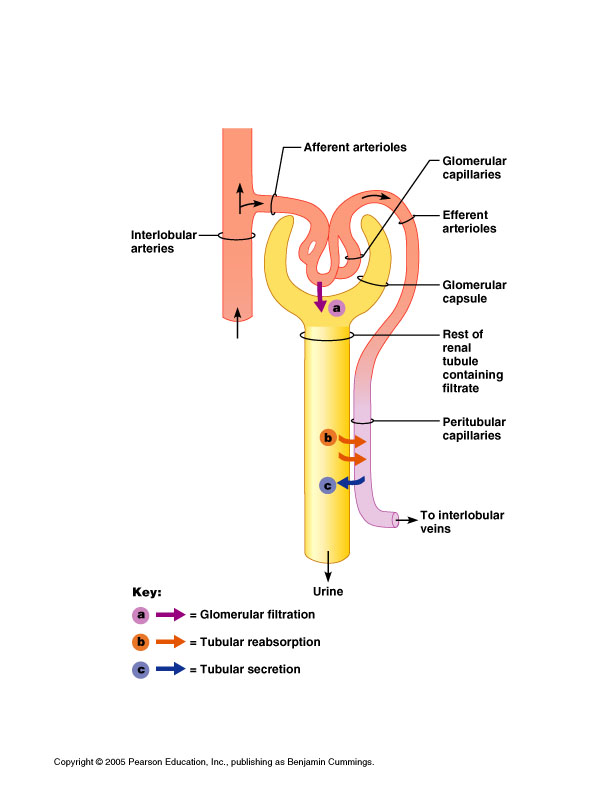 Afferent arterioles
Glomerular
capillaries
Interlobular
arteries
Efferent
arterioles
Glomerular
capsule
a
Rest of
renal
tubule
containing
filtrate
Peritubular
capillaries
b
c
To interlobular
veins
Urine
Key:
a = Glomerular filtration
b = Tubular reabsorption
c = Tubular secretion
Copyright © 2005 Pearson Education, Inc., publishing as Benjamin Cummings.